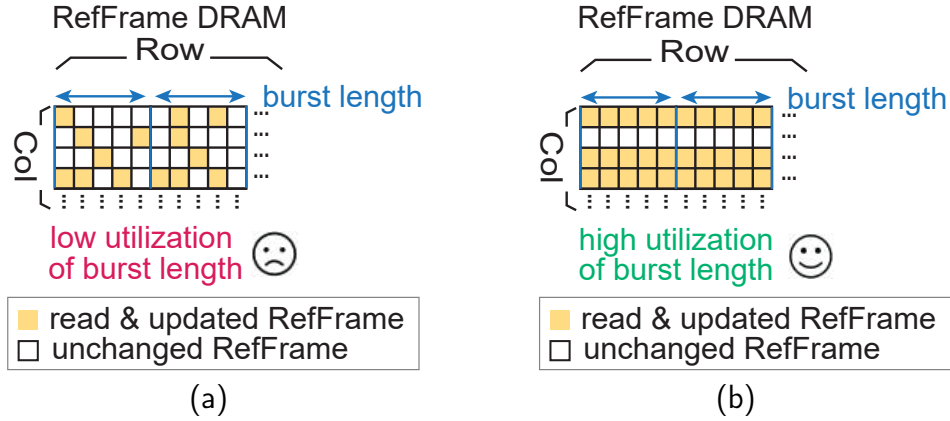 RefFrame DRAM
Row
burst length
...
Col
...
...
...
low utilization
of burst length
read & updated RefFrame
unchanged RefFrame
(a)
RefFrame DRAM
Row
burst length
...
Col
...
...
high utilization
of burst length
read & updated RefFrame
unchanged RefFrame
(b)